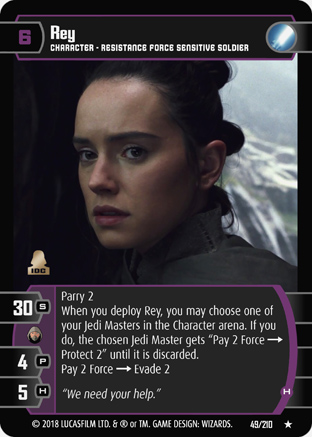 6
Rey
CHARACTER - RESISTANCE FORCE SENSITIVE SOLDIER
IDC
30 S
4 P
5 H
Parry 2
When you deploy Rey, you may choose one of
your Jedi Masters in the Character arena. If you
do, the chosen Jedi Master gets "Pay 2 Force →
Protect 2" until it is discarded.
Pay 2 Force → Evade 2
"We need your help."
H
© 2018 LUCASFILM LTD. & ® or TM. GAME DESIGN: WIZARDS.
49/210 ★